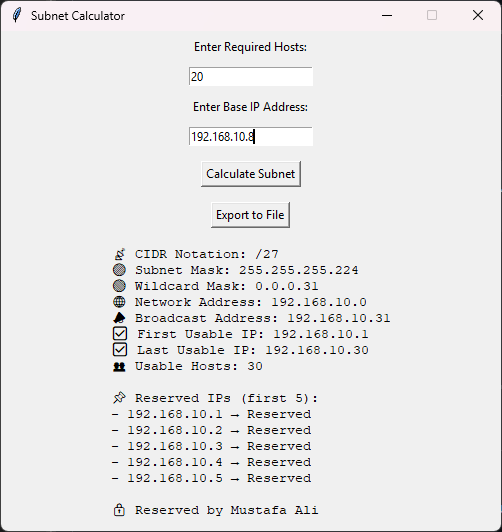 Subnet Calculator
Enter Required Hosts:
20
Enter Base IP Address:
192.168.10.8
Calculate Subnet
Export to File
CIDR Notation: /27
Subnet Mask: 255.255.255.224
Wildcard Mask: 0.0.0.31
Network Address: 192.168.10.0
Broadcast Address: 192.168.10.31
First Usable IP: 192.168.10.1
Last Usable IP: 192.168.10.30
Usable Hosts: 30
Reserved IPs (first 5):
- 192.168.10.1 → Reserved
- 192.168.10.2 → Reserved
- 192.168.10.3 → Reserved
- 192.168.10.4 → Reserved
- 192.168.10.5 → Reserved
Reserved by Mustafa Ali